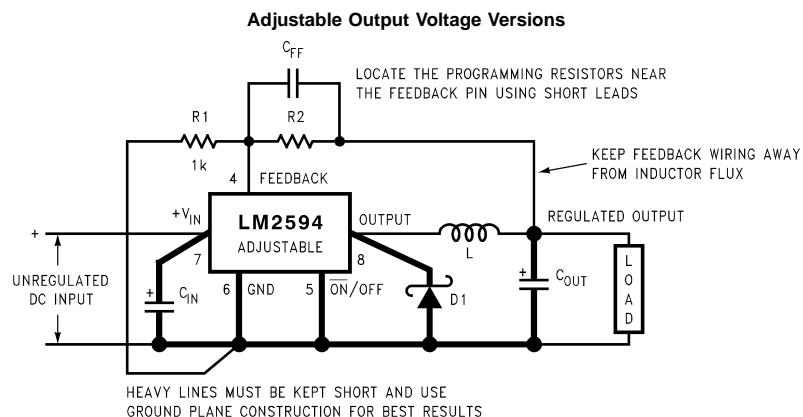 Adjustable Output Voltage Versions
CFF
LOCATE THE PROGRAMMING RESISTORS NEAR
THE FEEDBACK PIN USING SHORT LEADS
R1
R2
1k
KEEP FEEDBACK WIRING AWAY
FROM INDUCTOR FLUX
4
FEEDBACK
+VIN
LM2594
ADJUSTABLE
OUTPUT
REGULATED OUTPUT
+
7
8
L
UNREGULATED
DC INPUT
+
CIN
6
GND
5
ON/OFF
D1
+
COUT
LOAD
HEAVY LINES MUST BE KEPT SHORT AND USE
GROUND PLANE CONSTRUCTION FOR BEST RESULTS